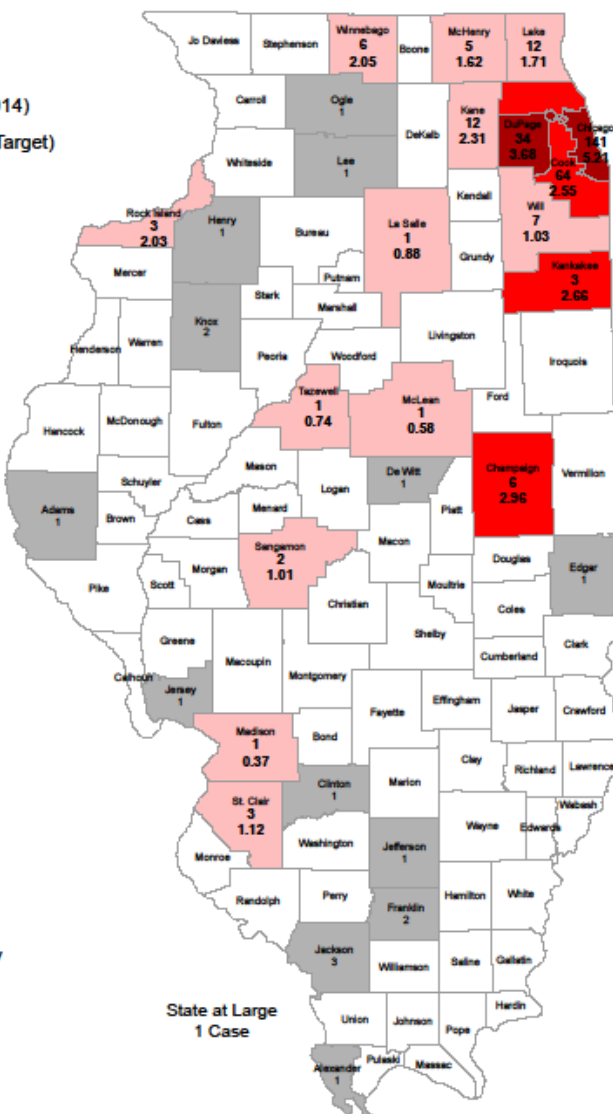 014)
Target)
Jo Daviess
Stephenson
Winnebago
6
2.05
Boone
McHenry
5
1.62
Lake
12
1.71
Carroll
Ogle
1
DeKalb
Kane
12
2.31
DuPage
34
3.68
Chicago
141
5.21
Cook
64
2.55
Whiteside
Lee
1
Kendall
Will
7
1.03
Rock Island
3
2.03
Henry
1
Bureau
La Salle
1
0.88
Grundy
Kankakee
3
2.66
Mercer
Putnam
Stark
Marshall
Knox
2
Livingston
Iroquois
Henderson
Warren
Peoria
Woodford
Tazewell
1
0.74
McLean
1
0.58
Ford
Hancock
McDonough
Fulton
Mason
Logan
De Witt
1
Champaign
6
2.96
Vermilion
Schuyler
Adams
1
Brown
Cass
Menard
Piatt
Macon
Sangamon
2
1.01
Douglas
Edgar
1
Pike
Scott
Morgan
Christian
Moultrie
Coles
Shelby
Greene
Macoupin
Montgomery
Cumberland
Clark
Calhoun
Jersey
1
Fayette
Effingham
Jasper
Crawford
Madison
1
0.37
Bond
Clay
Richland
Lawrence
Clinton
1
Marion
St. Clair
3
1.12
Wabash
Wayne
Edwards
Washington
Jefferson
1
Monroe
Randolph
Perry
Franklin
2
Hamilton
White
Jackson
3
Williamson
Saline
Gallatin
State at Large
1 Case
Union
Johnson
Pope
Hardin
Alexander
1
Pulaski
Massac